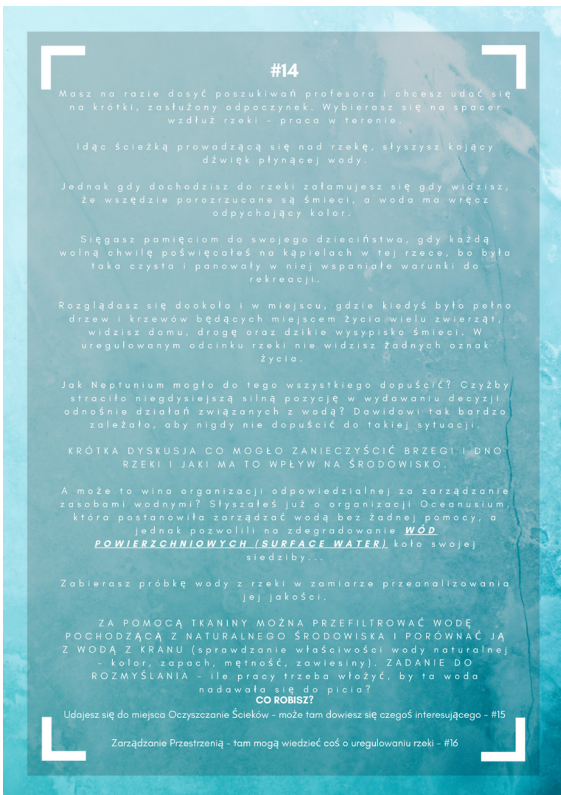 #14
Masz na razie dosyć poszukiwań profesora i chcesz udać się
na krótki, zasłużony odpoczynek. Wybierasz się na spacer
wzdłuż rzeki - praca w terenie.
Idąc ścieżką prowadzącą się nad rzekę, słyszysz kojący
dźwięk płynącej wody.
Jednak gdy dochodzisz do rzeki załamujesz się gdy widzisz,
że wszędzie porozrzucane są śmieci, a woda ma wręcz
odpychający kolor.
Sięgasz pamięciom do swojego dzieciństwa, gdy każdą
wolną chwilę poświęcałeś na kąpielach w tej rzece, bo była
taka czysta i panowały w niej wspaniałe warunki do
rekreacji.
Rozglądasz się dookoła i w miejscu, gdzie kiedyś było pełno
drzew i krzewów będących miejscem życia wielu zwierząt,
widzisz domu, drogę oraz dzikie wysypisko śmieci. W
uregulowanym odcinku rzeki nie widzisz żadnych oznak
życia.
Jak Neptunium mogło do tego wszystkiego dopuścić? Czyżby
straciło niegdysiejszą silną pozycję w wydawaniu decyzji
odnośnie działań związanych z wodą? Dawidowi tak bardzo
zależało, aby nigdy nie dopuścić do takiej sytuacji.
KRÓTKA DYSKUSJA CO MOGŁO ZANIECZYŚCIĆ BRZEGI I DNO
RZEKI I JAKI MA TO WPŁYW NA ŚRODOWISKO.
A może to wina organizacji odpowiedzialnej za zarządzanie
zasobami wodnymi? Słyszałeś już o organizacji Oceanusium,
która postanowiła zarządzać wodą bez żadnej pomocy, a
jednak pozwolili na zdegradowanie WÓD
POWIERZCHNIOWYCH (SURFACE WATER) koło swojej
siedziby...
Zabierasz próbkę wody z rzeki w zamiarze przeanalizowania
jej jakości.
ZA POMOCĄ TKANINY MOŻNA PRZEFILTROWAĆ WODĘ
POCHODZĄCĄ Z NATURALNEGO ŚRODOWISKA I PORÓWNAĆ JĄ
Z WODĄ Z KRANU (sprawdzanie właściwości wody naturalnej
- kolor, zapach, mętność, zawiesiny). ZADANIE DO
ROZMYŚLANIA - ile pracy trzeba włożyć, by ta woda
nadawała się do picia?
CO ROBISZ?
Udajesz się do miejsca Oczyszczanie Ścieków - może tam dowiesz się czegoś interesującego - #15
Zarządzanie Przestrzenią - tam mogą wiedzieć coś o uregulowaniu rzeki - #16